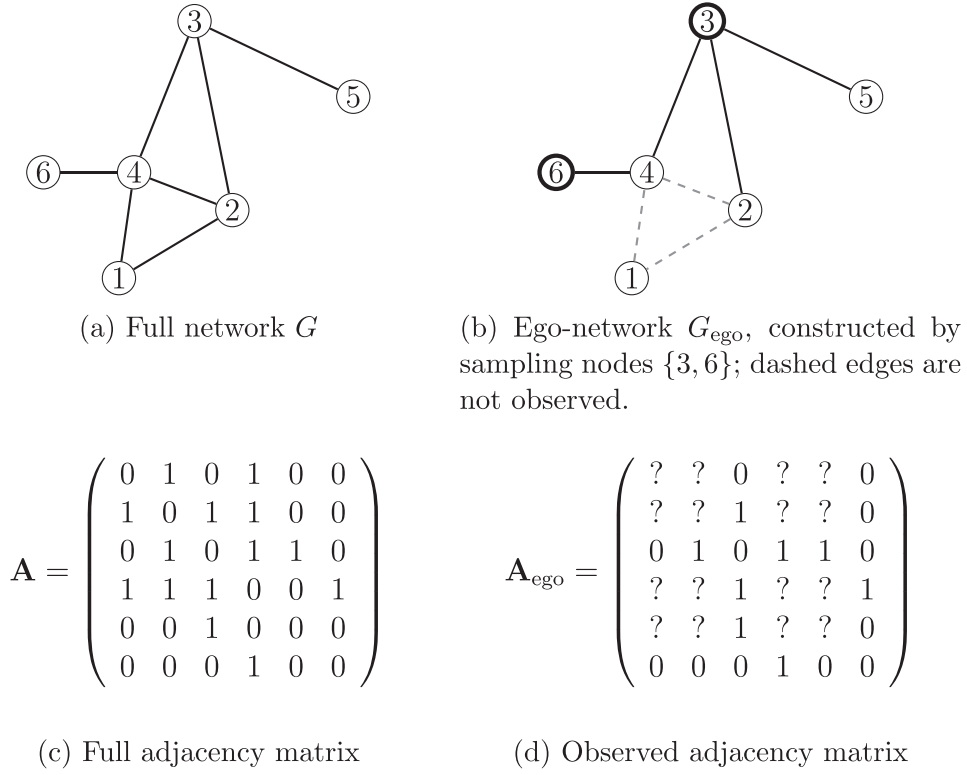 3
5
6
4
2
1
3
5
6
4
2
1
(a) Full network G
(b) Ego-network G_ego, constructed by
sampling nodes {3, 6}; dashed edges are
not observed.
A =
0 1 0 1 0 0
1 0 1 1 0 0
0 1 0 1 1 0
1 1 1 0 0 1
0 0 1 0 0 0
0 0 0 1 0 0
A_ego =
? ? 0 ? ? 0
? ? 1 ? ? 0
0 1 0 1 1 0
? ? 1 ? ? 1
? ? 1 ? ? 0
0 0 0 1 0 0
(c) Full adjacency matrix
(d) Observed adjacency matrix